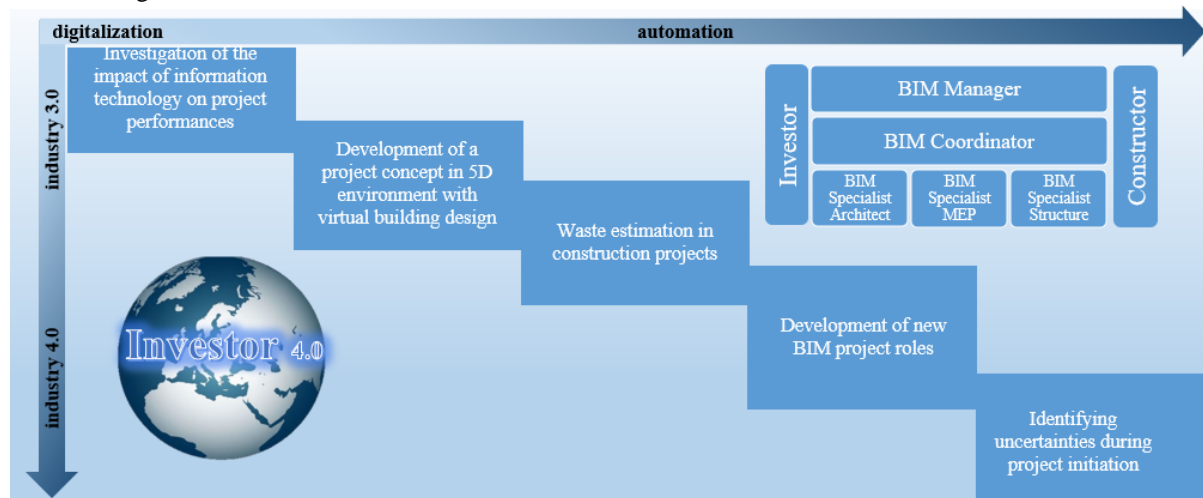 digitalization
automation
industry 3.0
industry 4.0
Investigation of the
impact of information
technology on project
performances
Development of a
project concept in 5D
environment with
virtual building design
Waste estimation in
construction projects
Development of new
BIM project roles
Identifying
uncertainties during
project initiation
Investor
BIM Manager
BIM Coordinator
BIM
Specialist
Architect
BIM
Specialist
MEP
BIM
Specialist
Structure
Constructor
Investor 4.0